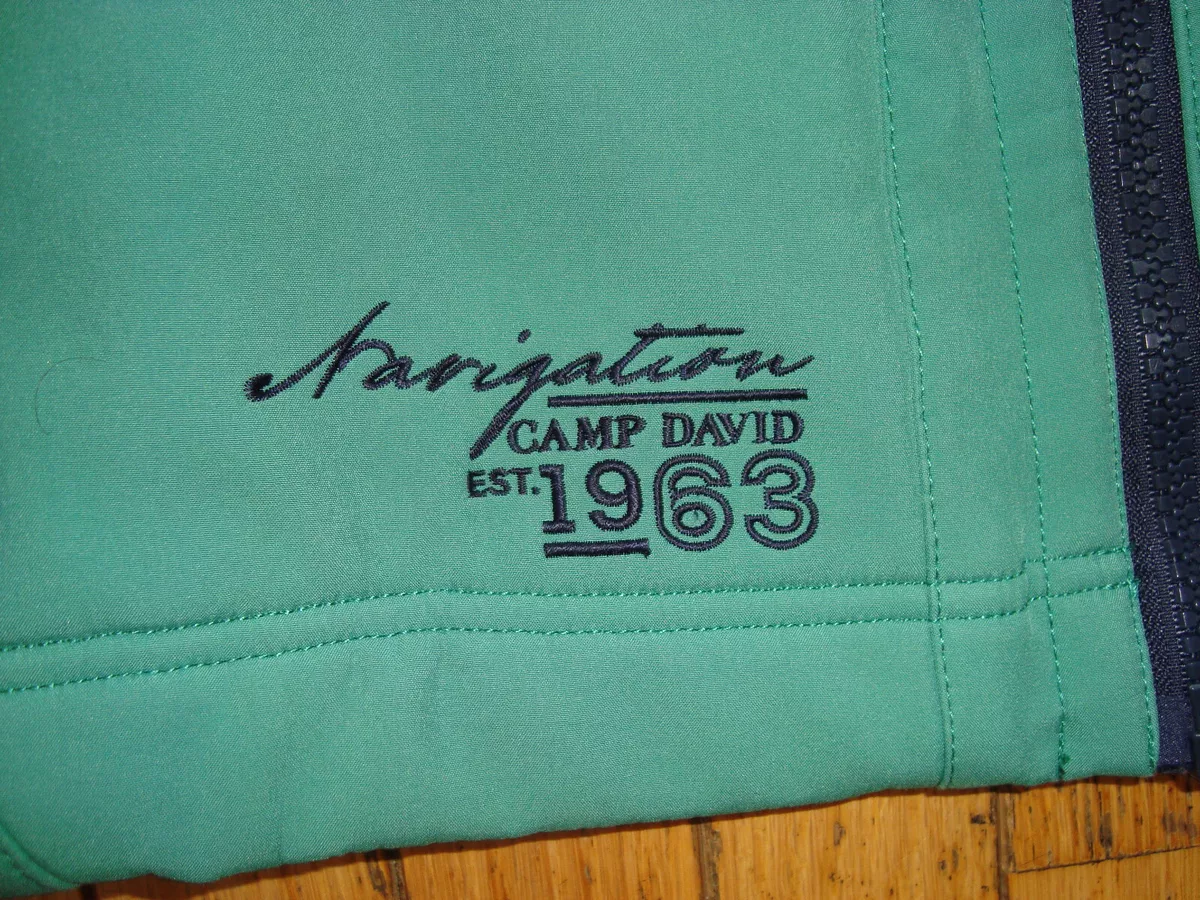 Navigation
CAMP DAVID
EST. 1963